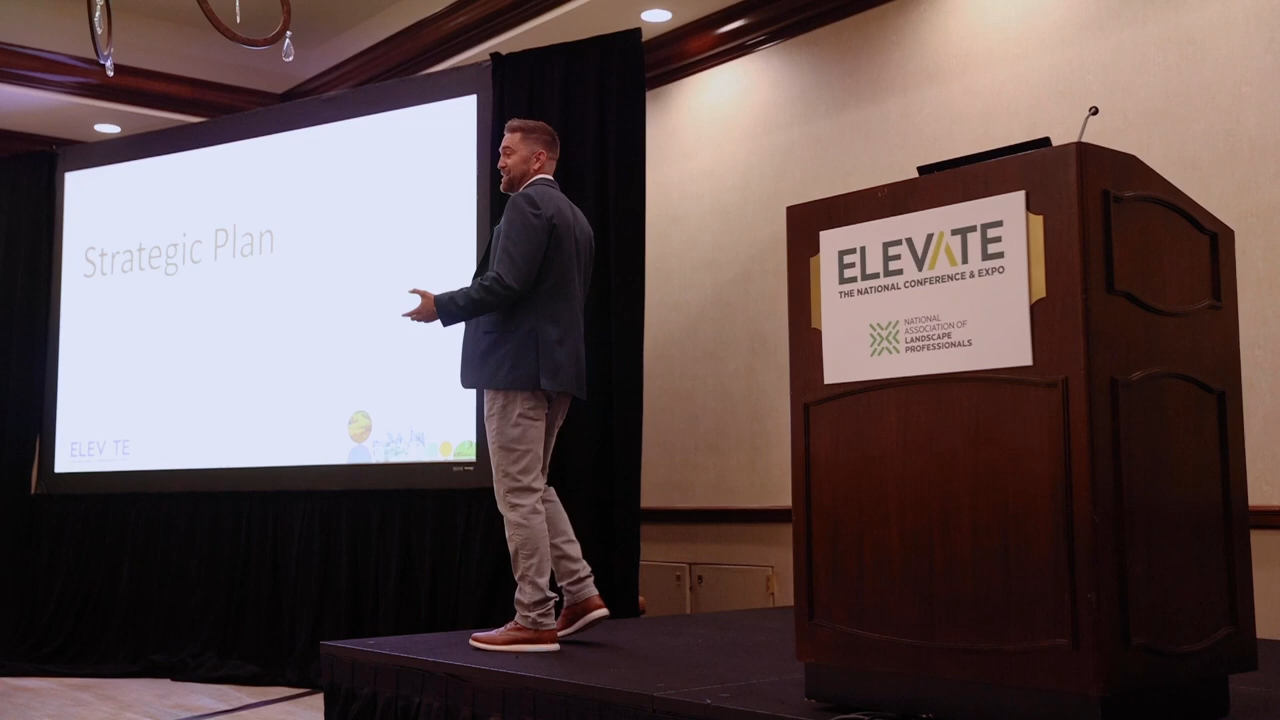 Strategic Plan
ELEV TE
ELEVATE
THE NATIONAL CONFERENCE & EXPO
NATIONAL
ASSOCIATION OF
LANDSCAPE
PROFESSIONALS